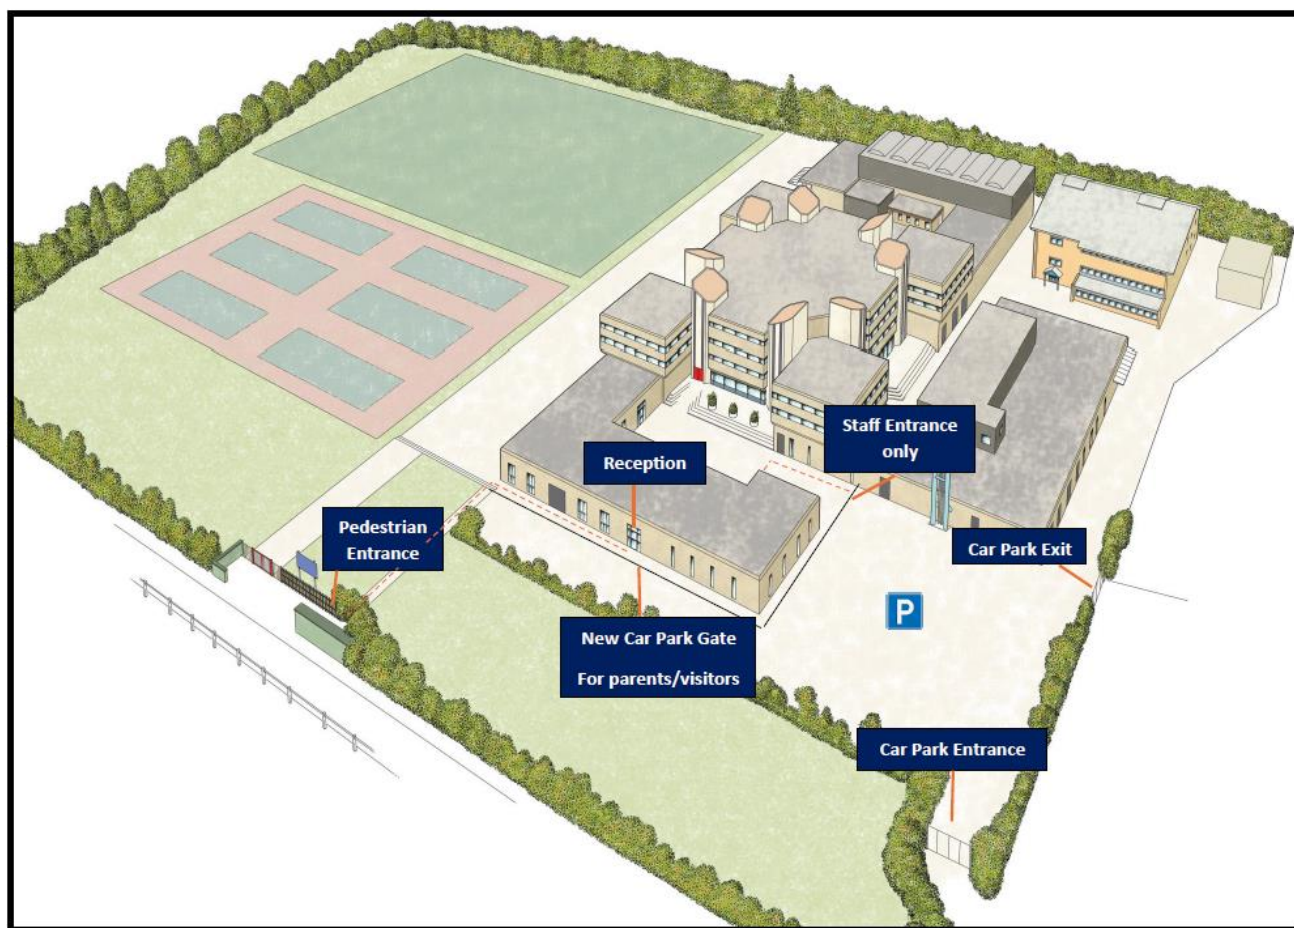 Staff Entrance
only
Reception
Pedestrian
Entrance
Car Park Exit
P
New Car Park Gate
For parents/visitors
Car Park Entrance